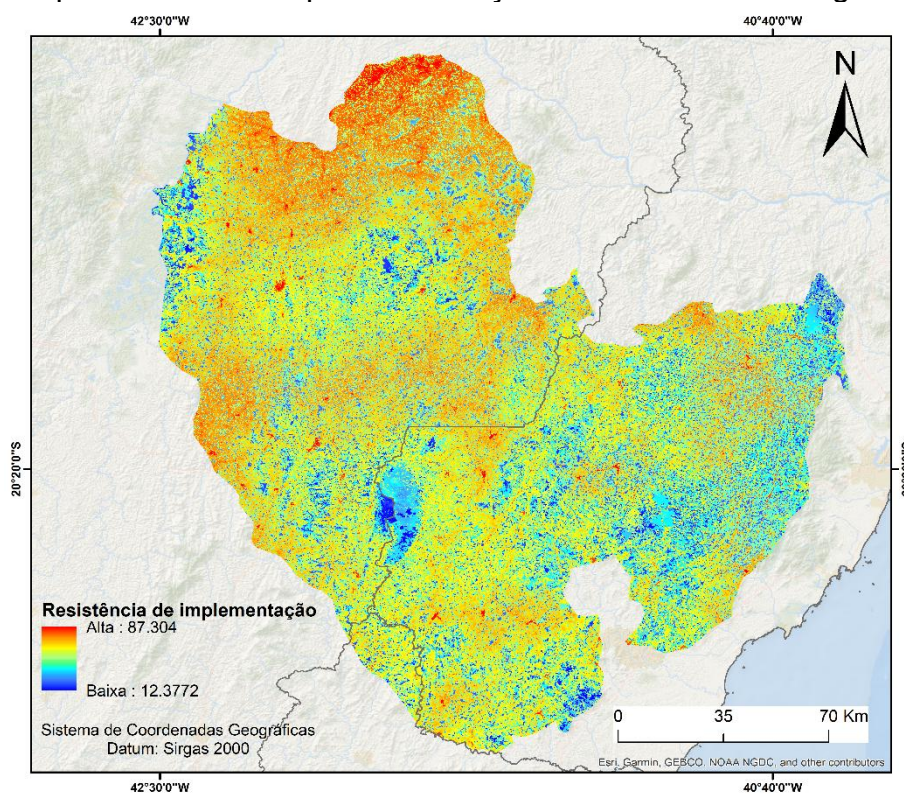 42°30'0"W
40°40'0"W
N
20°20'0"S
Resistência de implementação
Alta : 87.304
Baixa : 12.3772
Sistema de Coordenadas Geográficas
Datum: Sirgas 2000
0 35 70 Km
Esri, Garmin, GEBCO, NOAA NGDC, and other contributors
42°30'0"W
40°40'0"W